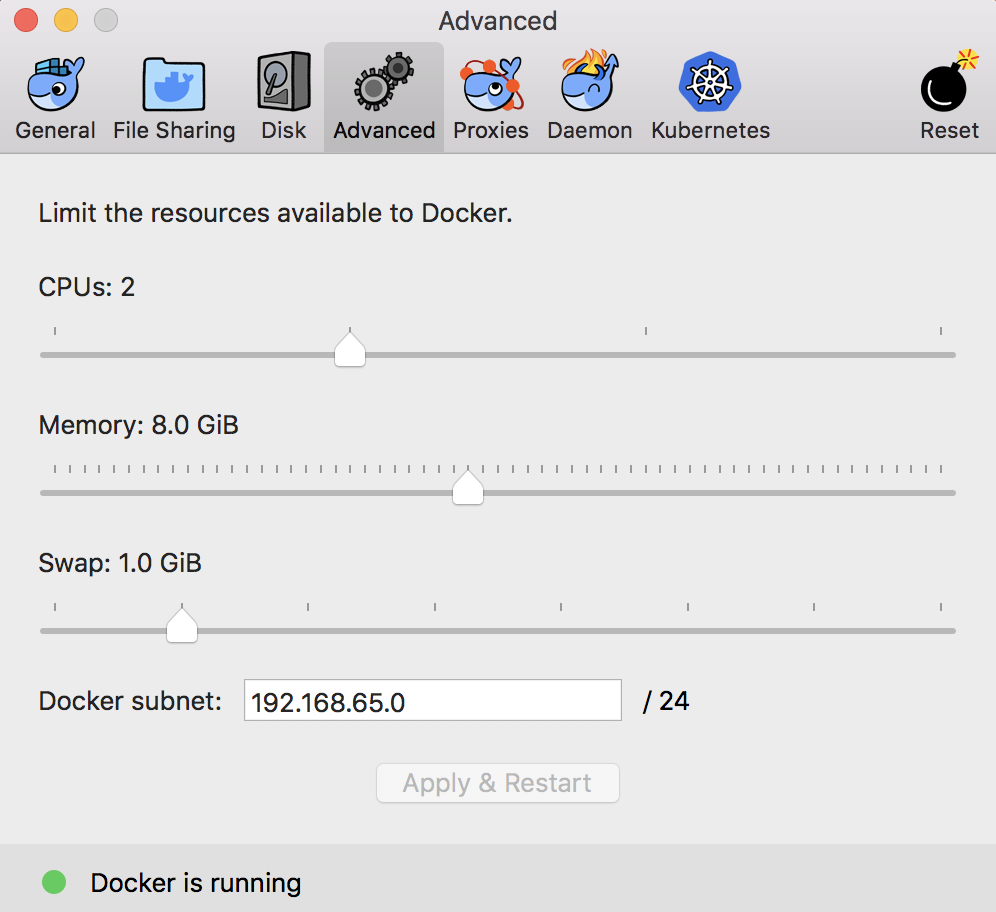 Advanced
General File Sharing Disk Advanced Proxies Daemon Kubernetes Reset
Limit the resources available to Docker.
CPUs: 2
Memory: 8.0 GiB
Swap: 1.0 GiB
Docker subnet: 192.168.65.0 / 24
Apply & Restart
Docker is running